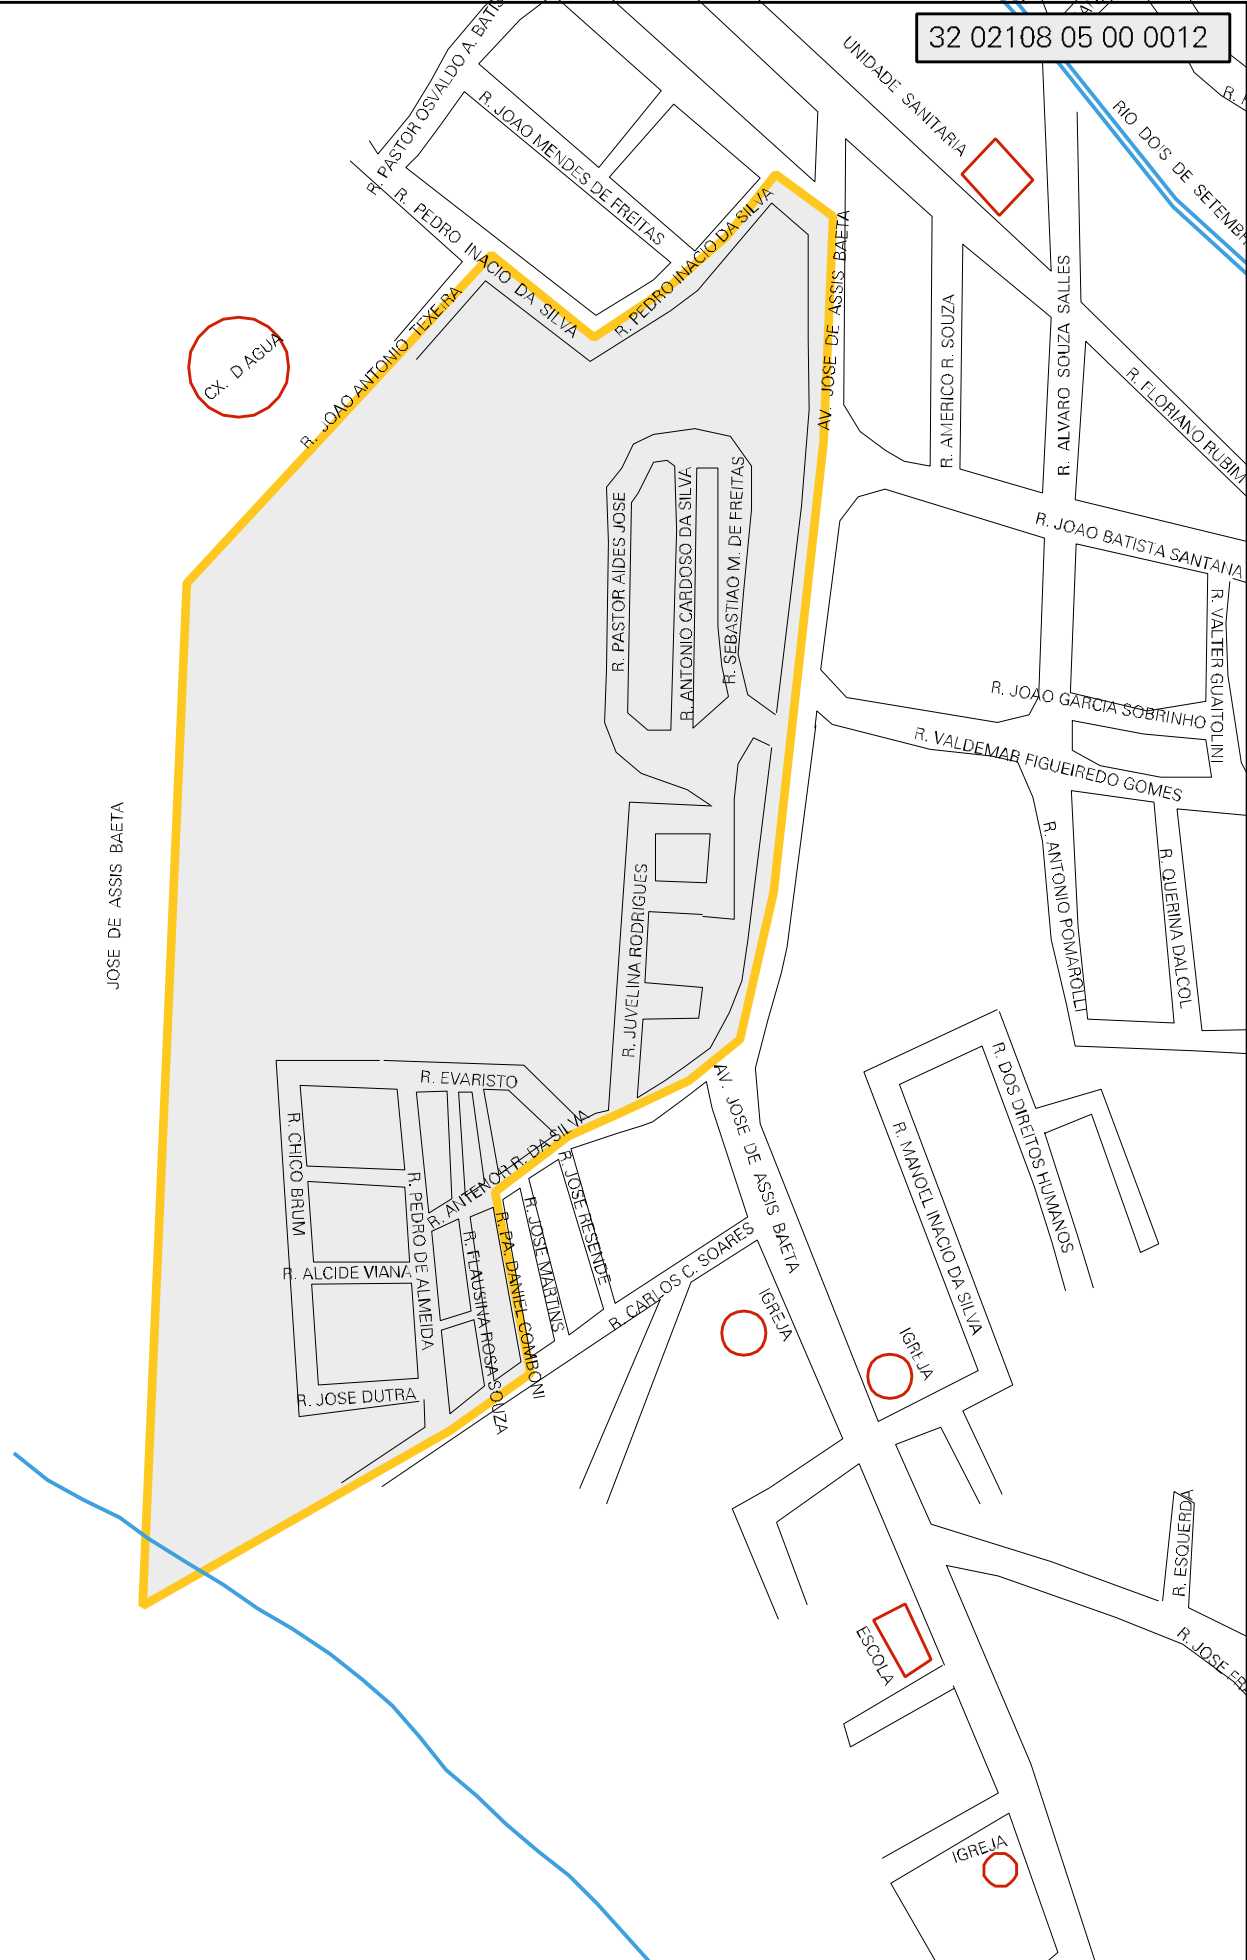 32 02108 05 00 0012
R. PASTOR OSVALDO A. BATIS
UNIDADE SANITARIA
RIO DOIS DE SETEMBR
R. JOAO MENDES DE FREITAS
R. PEDRO INACIO DA SILVA
R. PEDRO INACIO DA SILVA
AV. JOSE DE ASSIS BAETA
R. JOAO ANTONIO TEXEIRA
CX. D AGUA
R. AMERICO R. SOUZA
R. ALVARO SOUZA SALLES
R. FLORIANO RUBIM
R. JOAO BATISTA SANTANA
R. PASTOR AIDES JOSE
R. ANTONIO CARDOSO DA SILVA
R. SEBASTIAO M. DE FREITAS
R. VALTER GUAITOLINI
R. JOAO GARCIA SOBRINHO
R. VALDEMAR FIGUEIREDO GOMES
JOSE DE ASSIS BAETA
R. ANTONIO POMAROLLI
R. QUERINA DALCOL
R. JUVELINA RODRIGUES
R. EVARISTO
R. CHICO BRUM
R. ANTENOR R. DA SILVA
AV. JOSE DE ASSIS BAETA
R. DOS DIREITOS HUMANOS
R. MANOEL INACIO DA SILVA
R. PEDRO DE ALMEIDA
R. FLAUSINA ROSA SOUZA
R. PA. DANIEL COMBONI
R. JOSE MARTINS
R. JOSE RESENDE
R. CARLOS C. SOARES
R. ALCIDE VIANA
R. JOSE DUTRA
IGREJA
IGREJA
R. ESQUERDA
ESCOLA
R. JOSE FRA
IGREJA